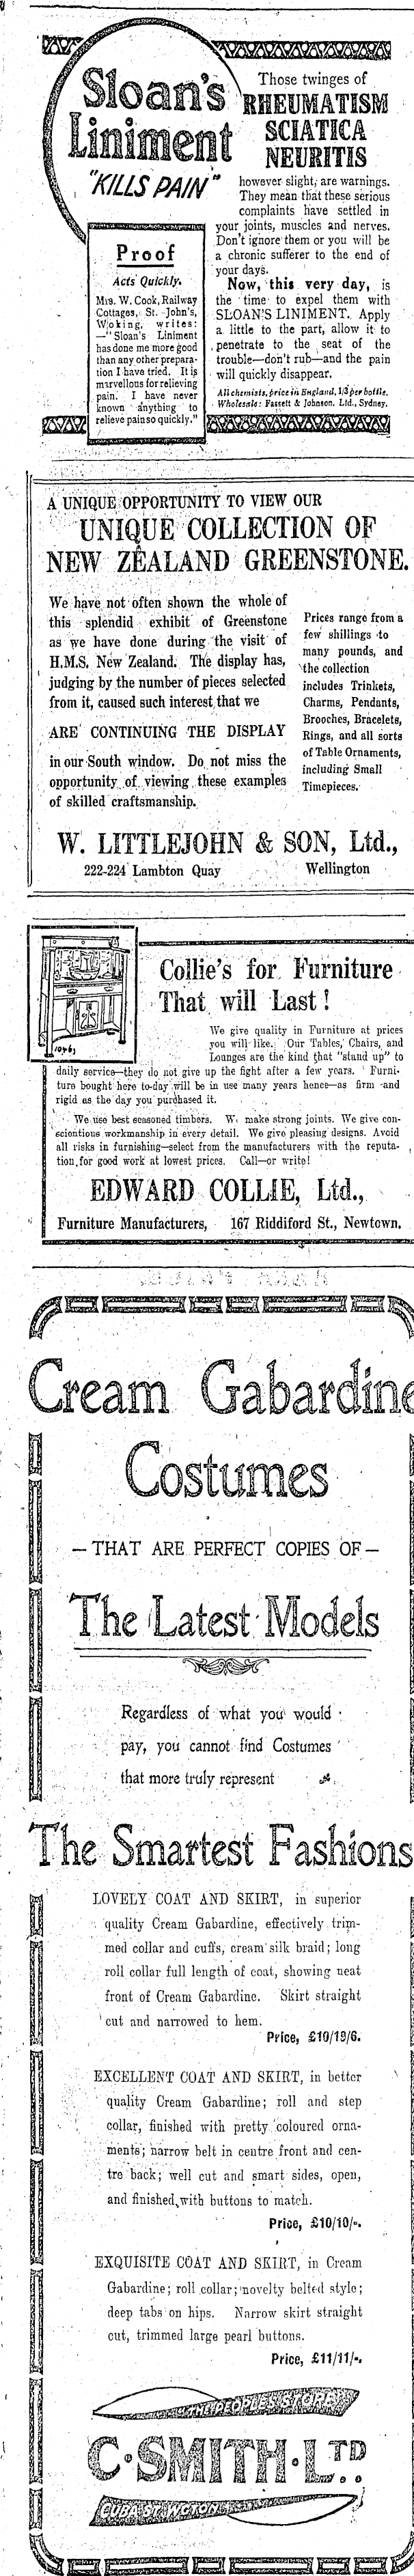 Sloan's
Liniment
"KILLS PAIN"
Proof
Acts Quickly.
Mrs. W. Cook, Railway
Cottages, St. John's,
Woking, writes:
—"Sloan's Liniment
has done me more good
than any other prepara-
tion I have tried. It is
marvellous for relieving
pain. I have never
known anything to
relieve pain so quickly."
Those twinges of
RHEUMATISM
SCIATICA
NEURITIS
however slight, are warnings.
They mean that these serious
complaints have settled in
your joints, muscles and nerves.
Don't ignore them or you will be
a chronic sufferer to the end of
your days.
Now, this very day, is
the time to expel them with
SLOAN'S LINIMENT. Apply
a little to the part, allow it to
penetrate to the seat of the
trouble—don't rub—and the pain
will quickly disappear.
All chemists, price in England, 1/3 per bottle.
Wholesale: Fassett & Johnson, Ltd., Sydney.
A UNIQUE OPPORTUNITY TO VIEW OUR
UNIQUE COLLECTION OF
NEW ZEALAND GREENSTONE.
We have not often shown the whole of
this splendid exhibit of Greenstone
as we have done during the visit of
H.M.S. New Zealand. The display has,
judging by the number of pieces selected
from it, caused such interest that we
ARE CONTINUING THE DISPLAY
in our South window. Do not miss the
opportunity of viewing these examples
of skilled craftsmanship.
Prices range from a
few shillings to
many pounds, and
the collection
includes Trinkets,
Charms, Pendants,
Brooches, Bracelets,
Rings, and all sorts
of Table Ornaments,
including Small
Timepieces.
W. LITTLEJOHN & SON, Ltd.,
222-224 Lambton Quay Wellington
Collie's for Furniture
That will Last!
We give quality in Furniture at prices
you will like. Our Tables, Chairs, and
Lounges are the kind that "stand up" to
daily service—they do not give up the fight after a few years. Furni-
ture bought here to-day will be in use many years hence—as firm and
rigid as the day you purchased it.
We use best seasoned timbers. We make strong joints. We give con-
scientious workmanship in every detail. We give pleasing designs. Avoid
all risks in furnishing—select from the manufacturers with the reputa-
tion for good work at lowest prices. Call—or write!
EDWARD COLLIE, Ltd.,
Furniture Manufacturers, 167 Riddiford St., Newtown.
Cream Gabardine
Costumes
— THAT ARE PERFECT COPIES OF —
The Latest Models
Regardless of what you would
pay, you cannot find Costumes
that more truly represent
The Smartest Fashions
LOVELY COAT AND SKIRT, in superior
quality Cream Gabardine, effectively trim-
med collar and cuffs, cream silk braid; long
roll collar full length of coat, showing neat
front of Cream Gabardine. Skirt straight
cut and narrowed to hem.
Price, £10/19/6.
EXCELLENT COAT AND SKIRT, in better
quality Cream Gabardine; roll and step
collar, finished with pretty coloured orna-
ments; narrow belt in centre front and cen-
tre back; well cut and smart sides, open,
and finished with buttons to match.
Price, £10/10/-.
EXQUISITE COAT AND SKIRT, in Cream
Gabardine; roll collar; novelty belted style;
deep tabs on hips. Narrow skirt straight
cut, trimmed large pearl buttons.
Price, £11/11/-.
THE PEOPLE'S STORE
C. SMITH. LTD.
CUBA ST. WGTON